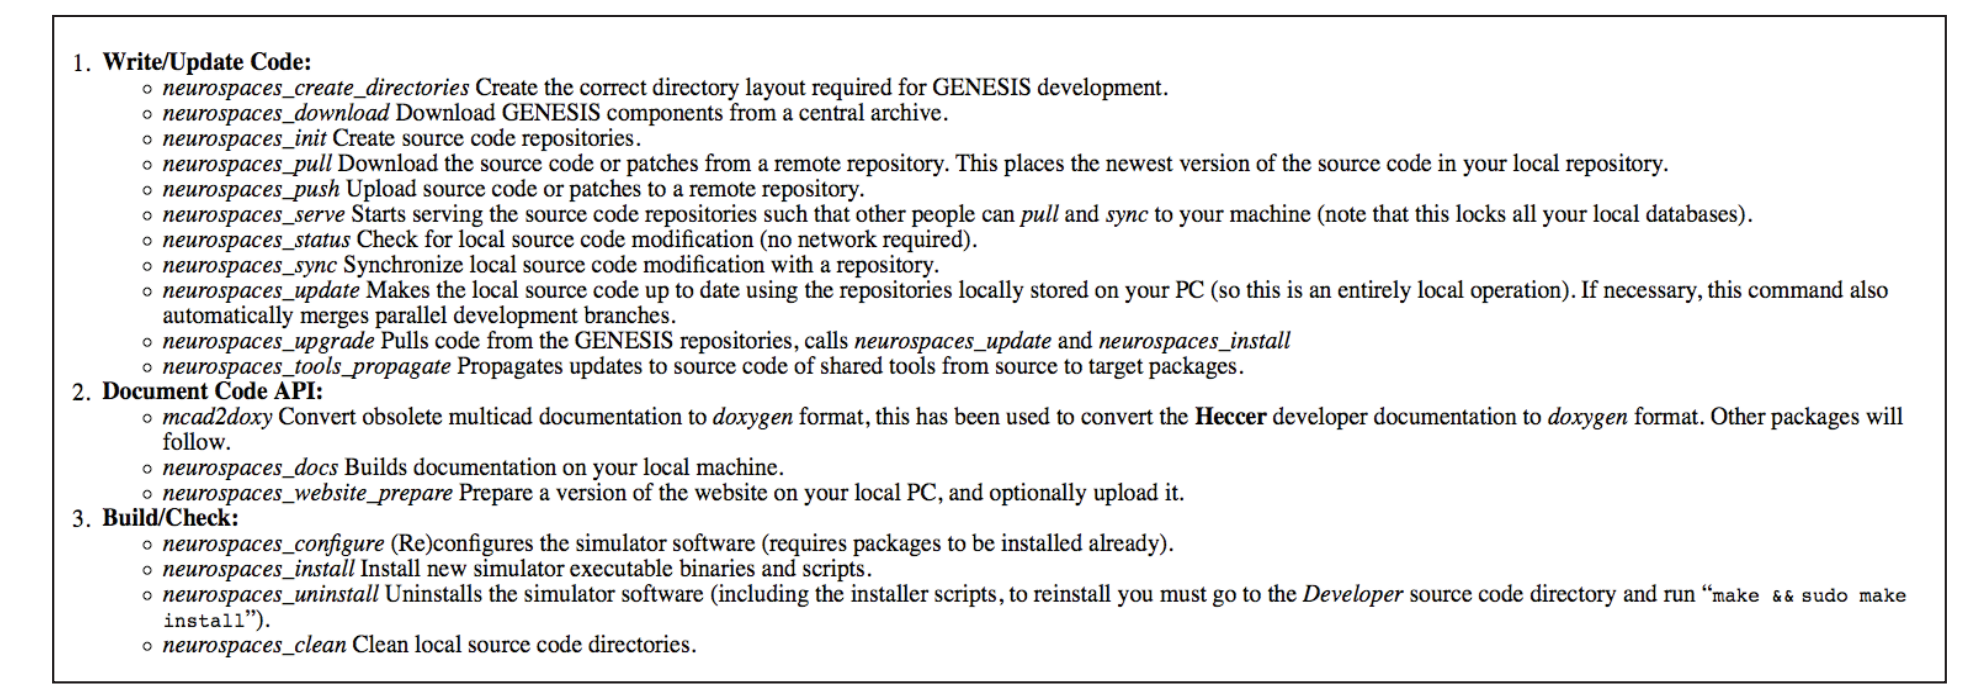 1. Write/Update Code:
◦ neurospaces_create_directories Create the correct directory layout required for GENESIS development.
◦ neurospaces_download Download GENESIS components from a central archive.
◦ neurospaces_init Create source code repositories.
◦ neurospaces_pull Download the source code or patches from a remote repository. This places the newest version of the source code in your local repository.
◦ neurospaces_push Upload source code or patches to a remote repository.
◦ neurospaces_serve Starts serving the source code repositories such that other people can pull and sync to your machine (note that this locks all your local databases).
◦ neurospaces_status Check for local source code modification (no network required).
◦ neurospaces_sync Synchronize local source code modification with a repository.
◦ neurospaces_update Makes the local source code up to date using the repositories locally stored on your PC (so this is an entirely local operation). If necessary, this command also
automatically merges parallel development branches.
◦ neurospaces_upgrade Pulls code from the GENESIS repositories, calls neurospaces_update and neurospaces_install
◦ neurospaces_tools_propagate Propagates updates to source code of shared tools from source to target packages.
2. Document Code API:
◦ mcad2doxy Convert obsolete multicad documentation to doxygen format, this has been used to convert the Heccer developer documentation to doxygen format. Other packages will
follow.
◦ neurospaces_docs Builds documentation on your local machine.
◦ neurospaces_website_prepare Prepare a version of the website on your local PC, and optionally upload it.
3. Build/Check:
◦ neurospaces_configure (Re)configures the simulator software (requires packages to be installed already).
◦ neurospaces_install Install new simulator executable binaries and scripts.
◦ neurospaces_uninstall Uninstalls the simulator software (including the installer scripts, to reinstall you must go to the Developer source code directory and run “make && sudo make
install”).
◦ neurospaces_clean Clean local source code directories.